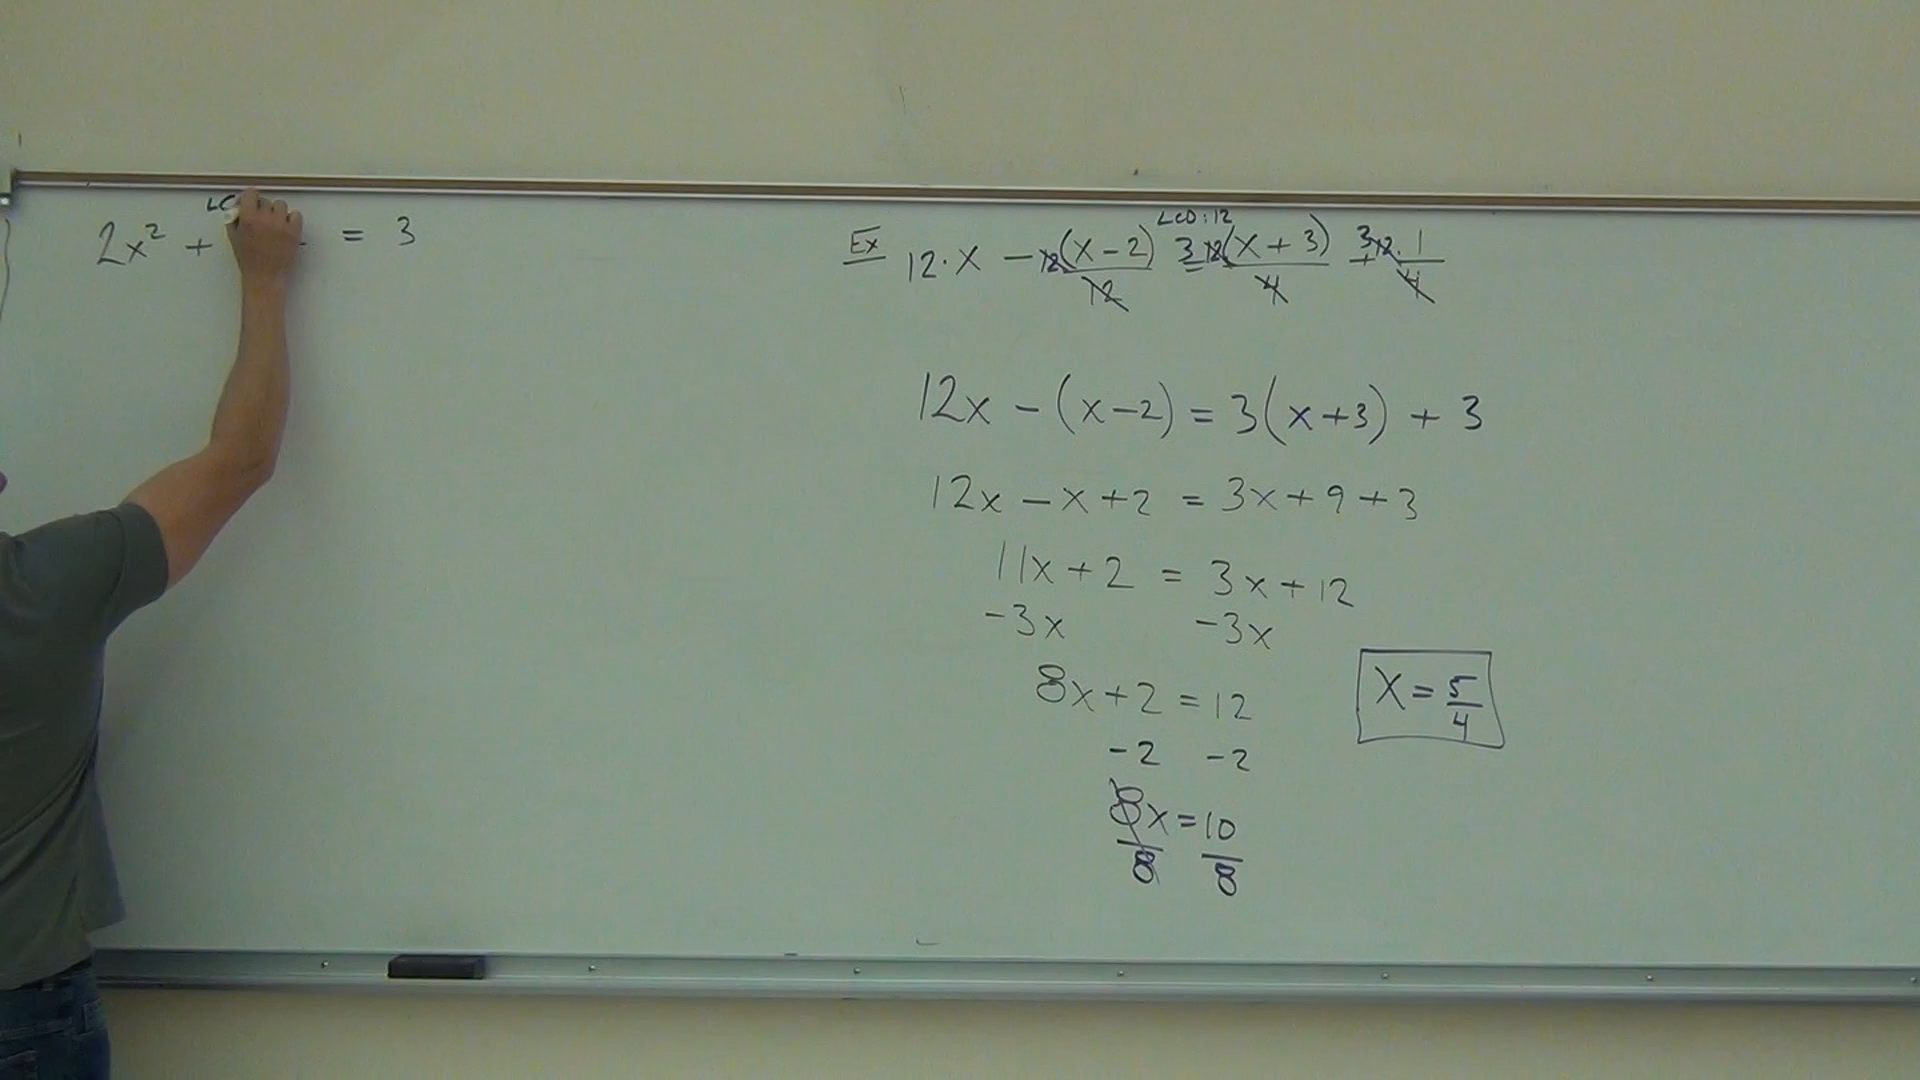 LC
2x² + = 3
LCD: 12
Ex 12·x − 12(x−2)/12 = 3 12(x+3)/4 + 3 12·1/4
12x − (x−2) = 3(x+3) + 3
12x − x + 2 = 3x + 9 + 3
11x + 2 = 3x + 12
−3x −3x
8x + 2 = 12
x = 5/4
−2 −2
8x = 10
8 8